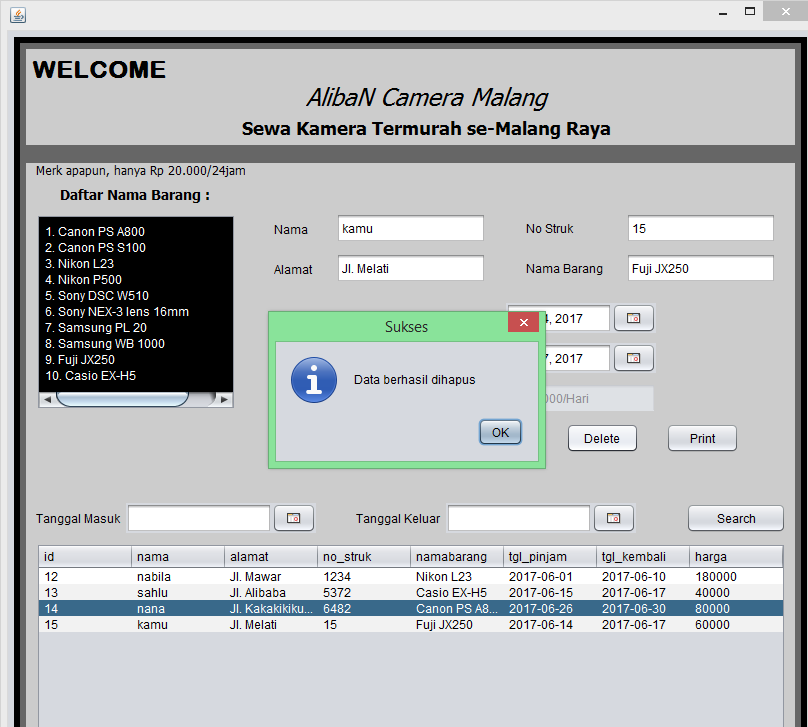 WELCOME
AlibaN Camera Malang
Sewa Kamera Termurah se-Malang Raya
Merk apapun, hanya Rp 20.000/24jam
Daftar Nama Barang :
1. Canon PS A800
2. Canon PS S100
3. Nikon L23
4. Nikon P500
5. Sony DSC W510
6. Sony NEX-3 lens 16mm
7. Samsung PL 20
8. Samsung WB 1000
9. Fuji JX250
10. Casio EX-H5
Nama kamu No Struk 15
Alamat Jl. Melati Nama Barang Fuji JX250
4, 2017
7, 2017
000/Hari
Sukses
Data berhasil dihapus
OK
Delete Print
Tanggal Masuk Tanggal Keluar Search
id nama alamat no_struk namabarang tgl_pinjam tgl_kembali harga
12 nabila Jl. Mawar 1234 Nikon L23 2017-06-01 2017-06-10 180000
13 sahlu Jl. Alibaba 5372 Casio EX-H5 2017-06-15 2017-06-17 40000
14 nana Jl. Kakakikiku... 6482 Canon PS A8... 2017-06-26 2017-06-30 80000
15 kamu Jl. Melati 15 Fuji JX250 2017-06-14 2017-06-17 60000